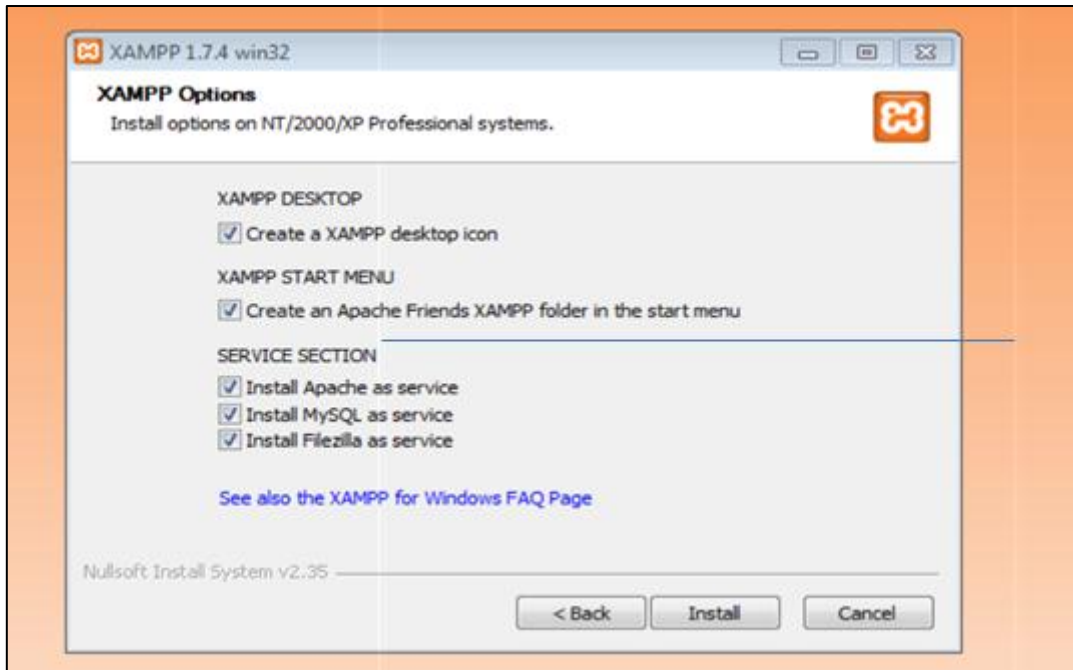 XAMPP 1.7.4 win32
XAMPP Options
Install options on NT/2000/XP Professional systems.
XAMPP DESKTOP
Create a XAMPP desktop icon
XAMPP START MENU
Create an Apache Friends XAMPP folder in the start menu
SERVICE SECTION
Install Apache as service
Install MySQL as service
Install Filezilla as service
See also the XAMPP for Windows FAQ Page
Nullsoft Install System v2.35
< Back Install Cancel